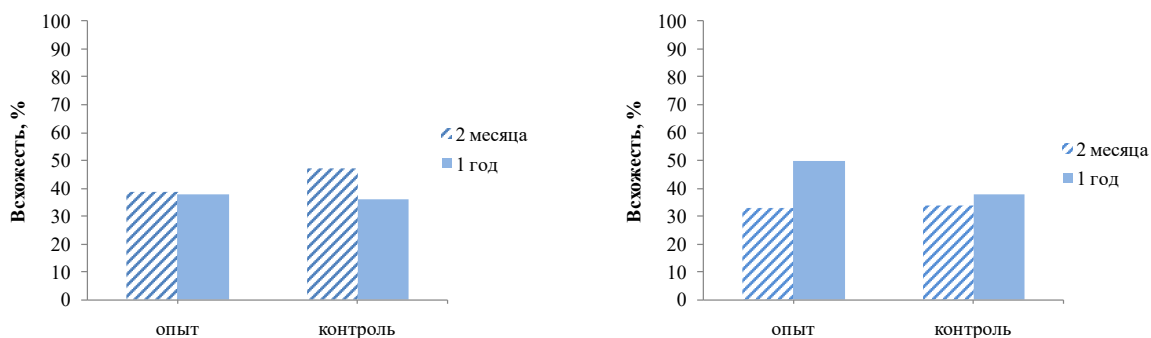 100
90
80
70
60
50
40
30
20
10
0
Всхожесть, %
опыт
контроль
2 месяца
1 год
100
90
80
70
60
50
40
30
20
10
0
Всхожесть, %
опыт
контроль
2 месяца
1 год